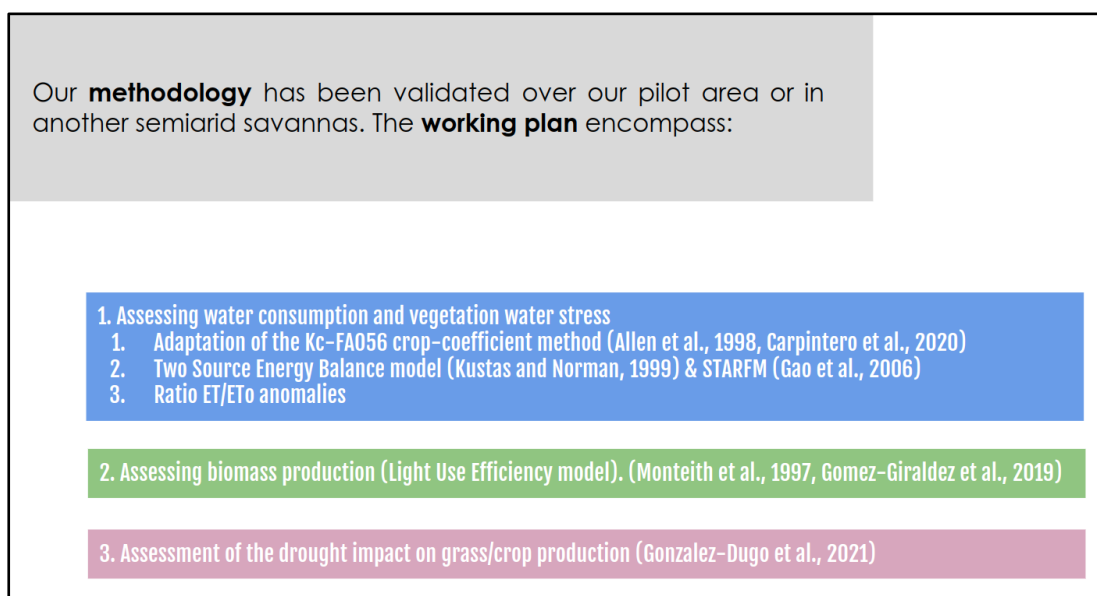 Our methodology has been validated over our pilot area or in
another semiarid savannas. The working plan encompass:
1. Assessing water consumption and vegetation water stress
1. Adaptation of the Kc-FAO56 crop-coefficient method (Allen et al., 1998, Carpintero et al., 2020)
2. Two Source Energy Balance model (Kustas and Norman, 1999) & STARFM (Gao et al., 2006)
3. Ratio ET/ETo anomalies
2. Assessing biomass production (Light Use Efficiency model). (Monteith et al., 1997, Gomez-Giraldez et al., 2019)
3. Assessment of the drought impact on grass/crop production (Gonzalez-Dugo et al., 2021)